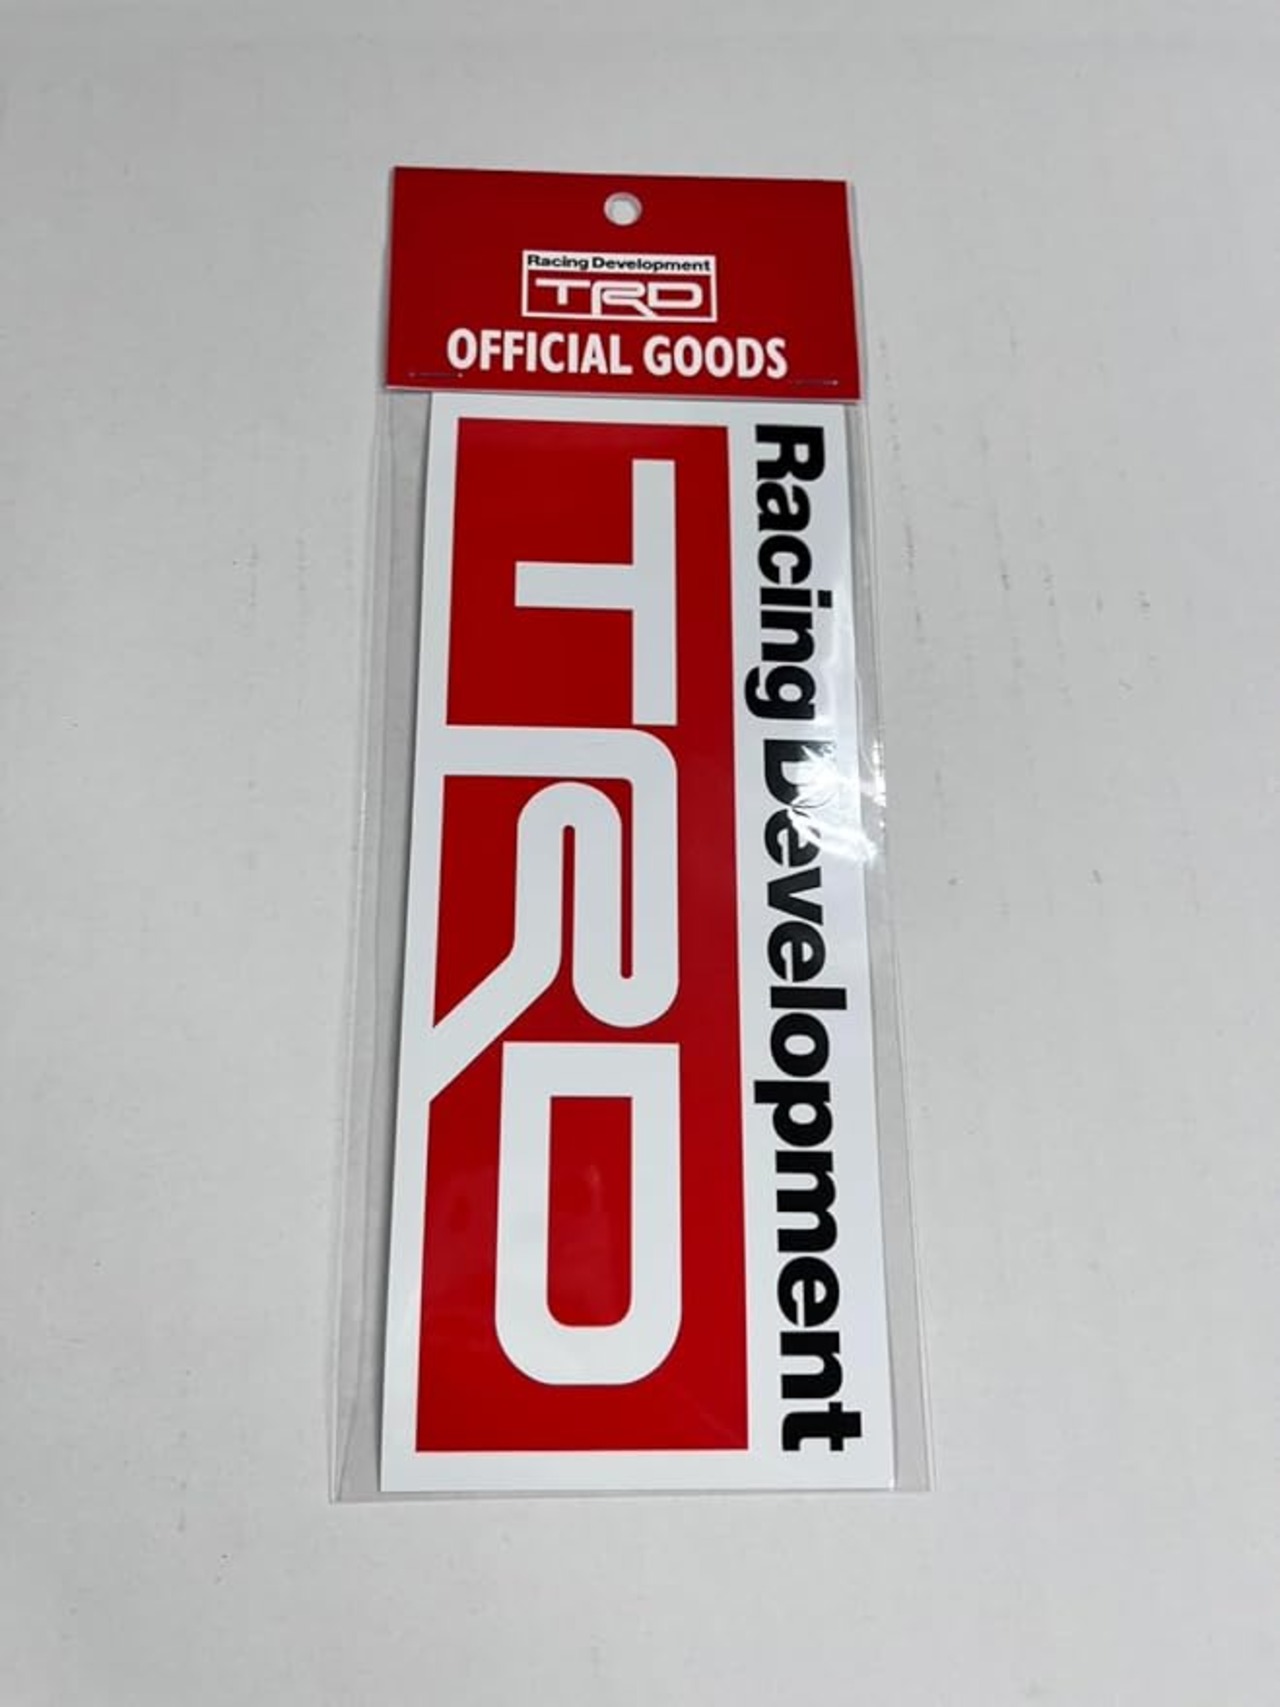 Racing Development
TRD
OFFICIAL GOODS
Racing Development
TRD